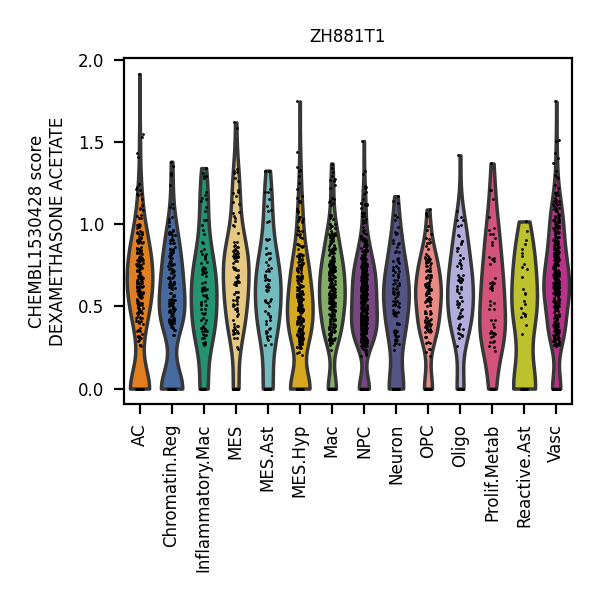 ZH881T1
CHEMBL1530428 score
DEXAMETHASONE ACETATE
2.0
1.5
1.0
0.5
0.0
AC
Chromatin.Reg
Inflammatory.Mac
MES
MES.Ast
MES.Hyp
Mac
NPC
Neuron
OPC
Oligo
Prolif.Metab
Reactive.Ast
Vasc